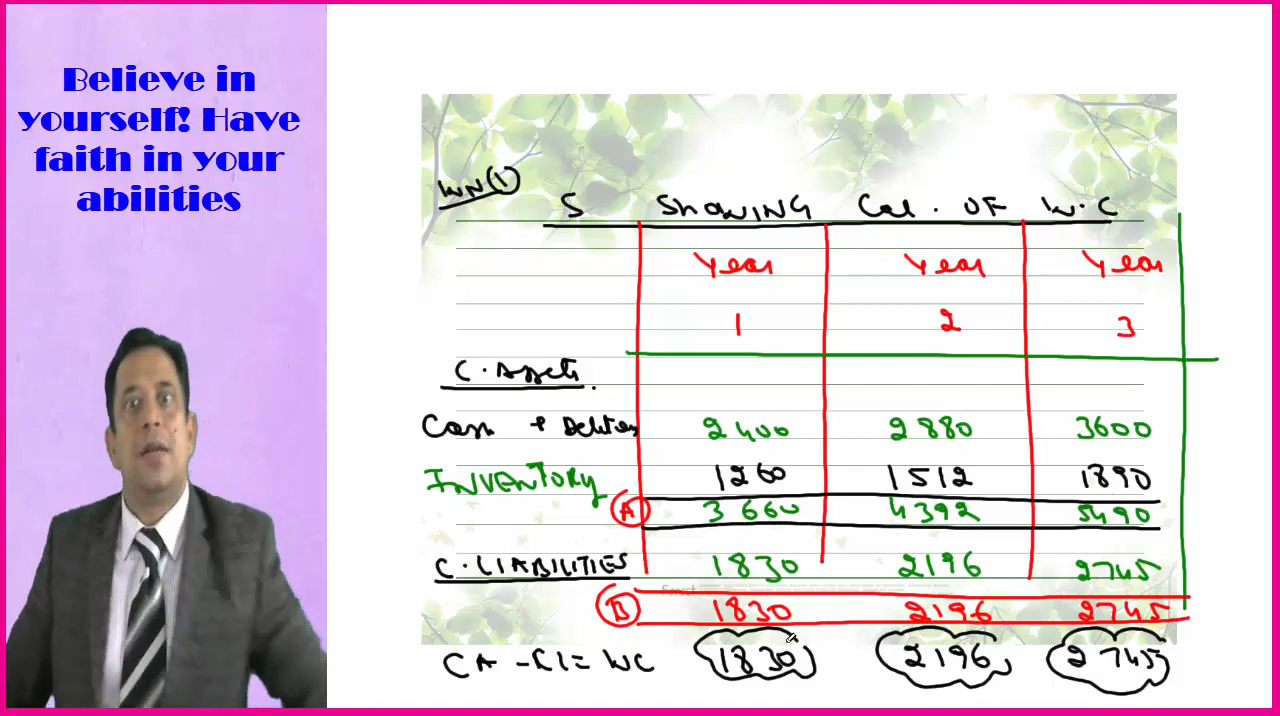 Believe in
yourself! Have
faith in your
abilities
WN(1)
S SHOWING Cal. OF W.C
Year Year Year
1 2 3
C. Assets
Cash + Debtors 2400 2880 3600
INVENTORY 1260 1512 1890
A 3660 4392 5490
C. LIABILITIES 1830 2196 2745
B 1830 2196 2745
CA - CL = WC 1830 2196 2745